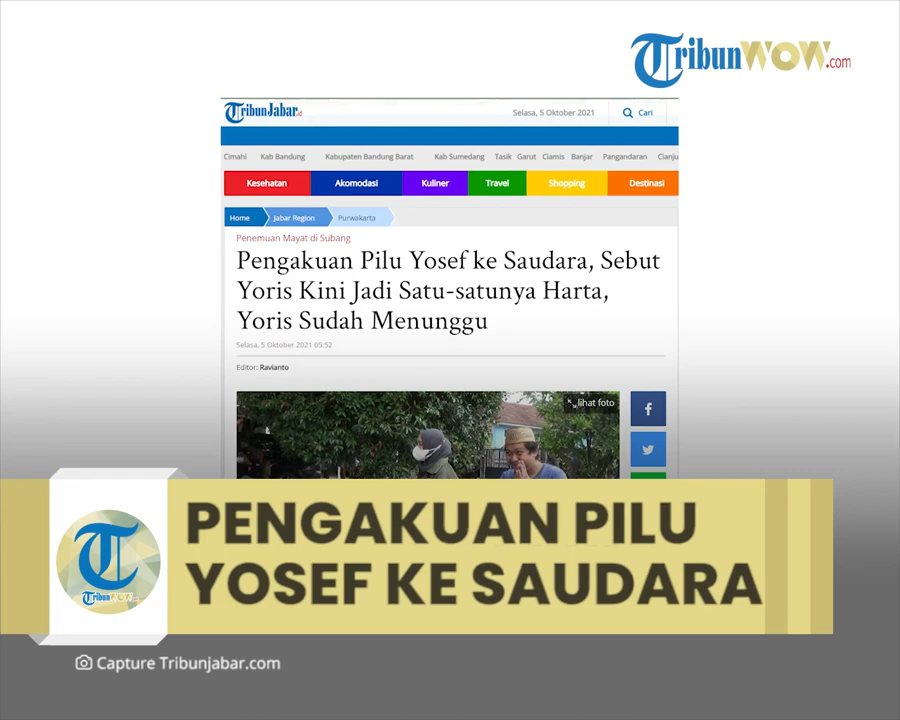 TribunWOW.com
TribunJabar.id
Selasa, 5 Oktober 2021
Cari
Cimahi Kab Bandung Kabupaten Bandung Barat Kab Sumedang Tasik Garut Ciamis Banjar Pangandaran Cianju
Kesehatan Akomodasi Kuliner Travel Shopping Destinasi
Home Jabar Region Purwakarta
Penemuan Mayat di Subang
Pengakuan Pilu Yosef ke Saudara, Sebut
Yoris Kini Jadi Satu-satunya Harta,
Yoris Sudah Menunggu
Selasa, 5 Oktober 2021 05:52
Editor: Ravianto
lihat foto
PENGAKUAN PILU
YOSEF KE SAUDARA
TribunWOW.com
Capture Tribunjabar.com